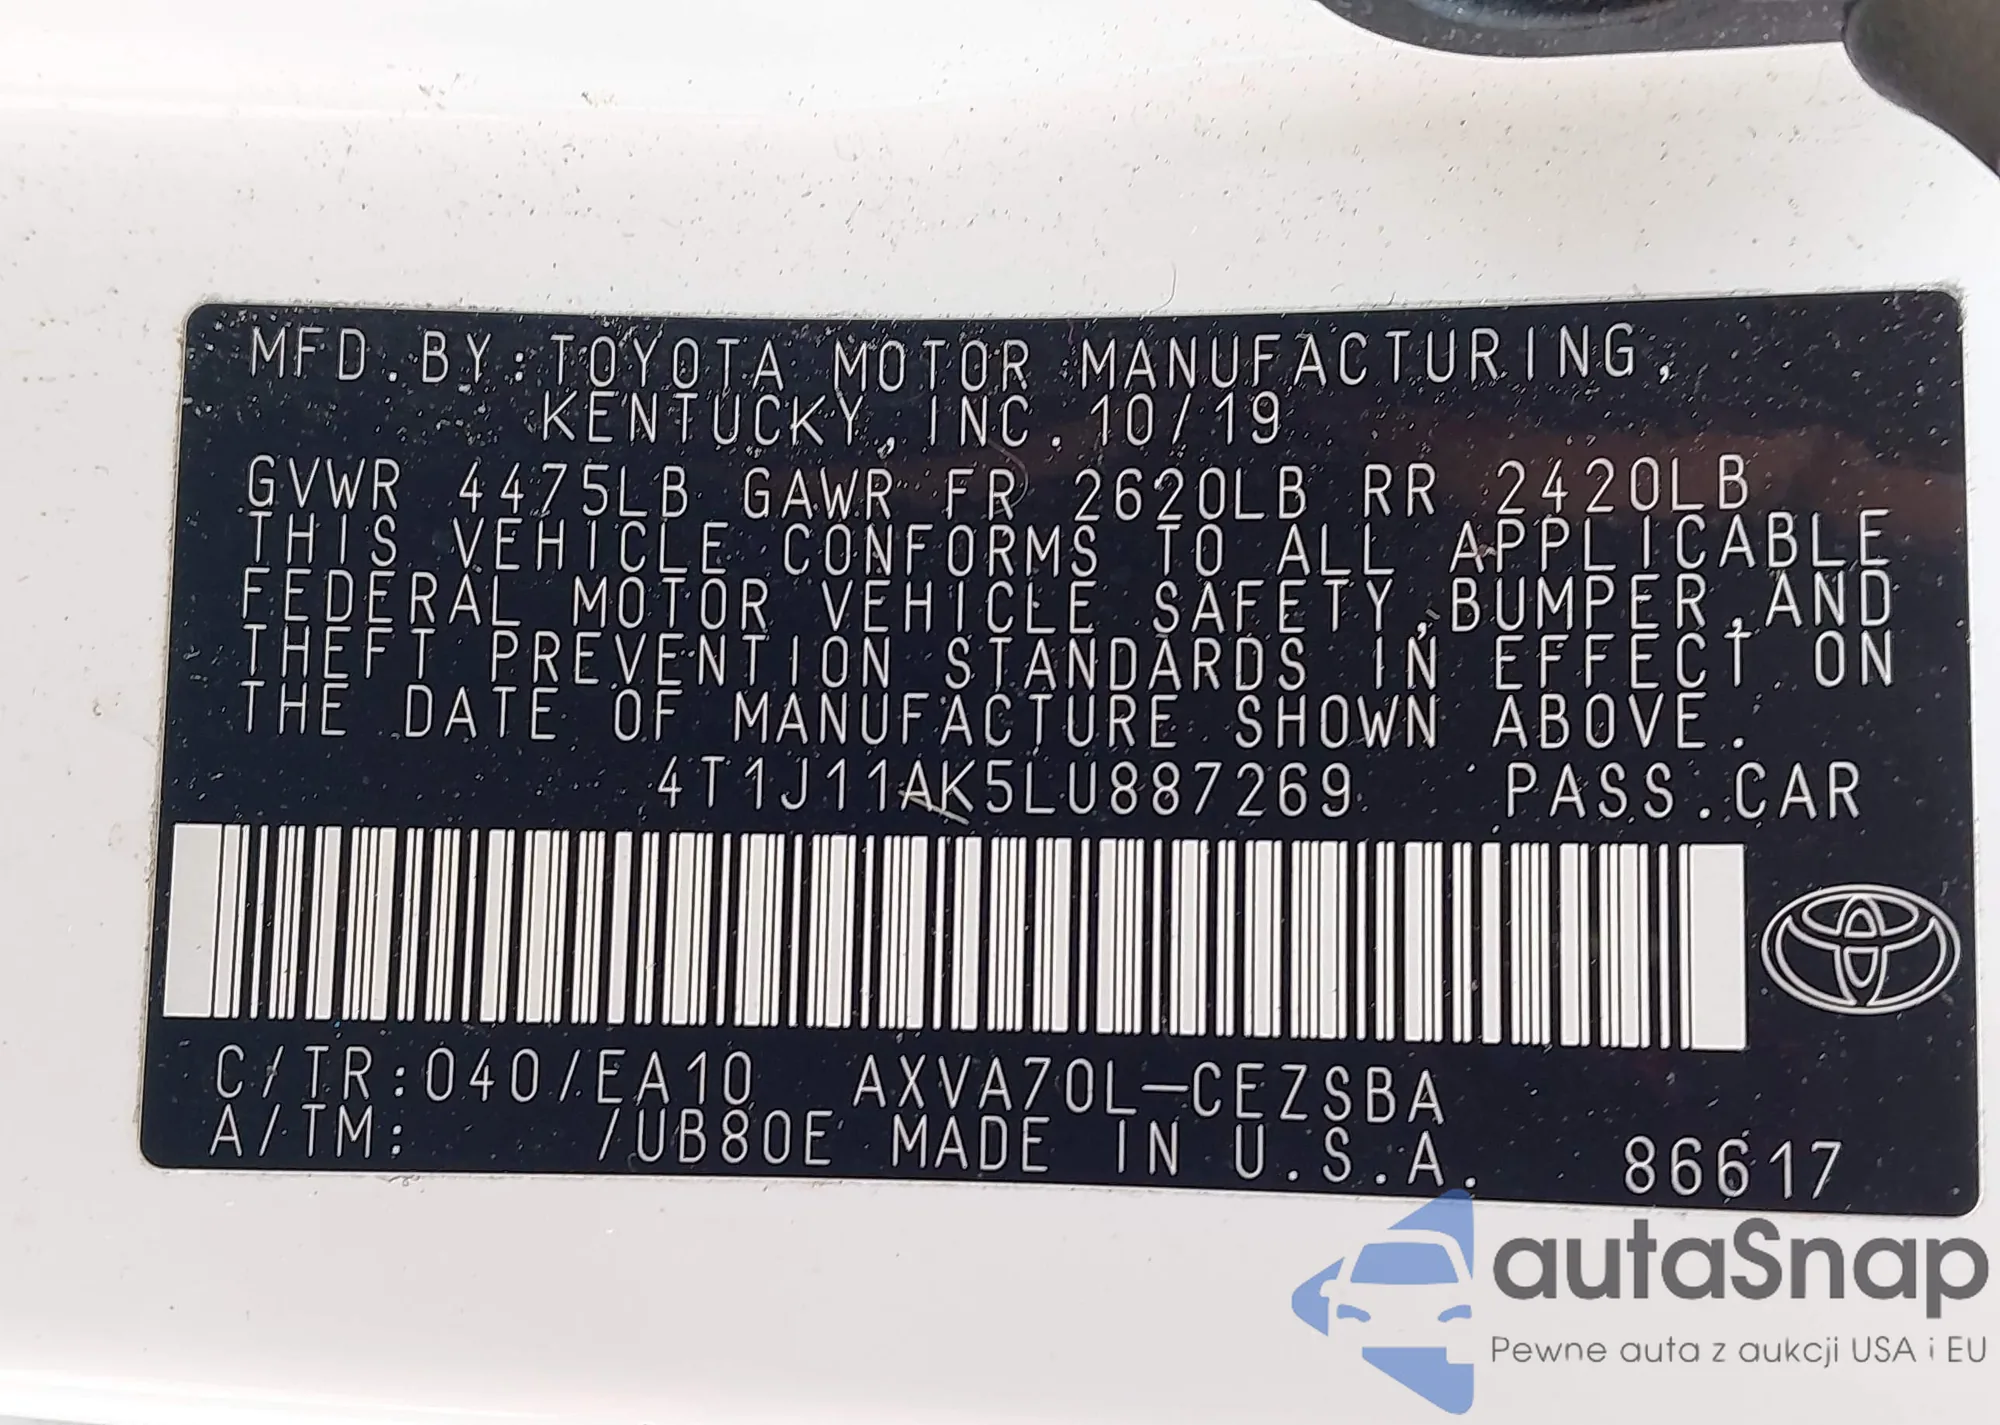 MFD.BY:TOYOTA MOTOR MANUFACTURING,
KENTUCKY,INC.10/19
GVWR 4475LB GAWR FR 2620LB RR 2420LB
THIS VEHICLE CONFORMS TO ALL APPLICABLE
FEDERAL MOTOR VEHICLE SAFETY,BUMPER,AND
THEFT PREVENTION STANDARDS IN EFFECT ON
THE DATE OF MANUFACTURE SHOWN ABOVE.
4T1J11AK5LU887269 PASS.CAR
C/TR:040/EA10 AXVA70L-CEZSBA
A/TM: /UB80E MADE IN U.S.A. 86617
autaSnap
Pewne auta z aukcji USA i EU